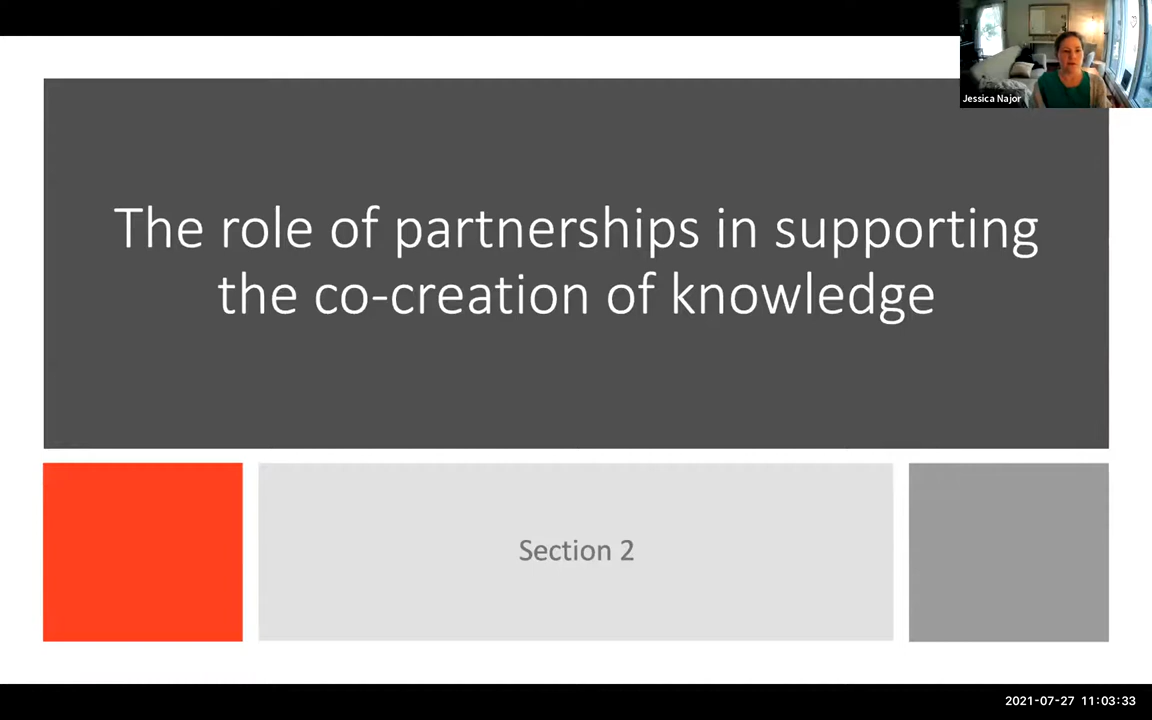 Jessica Najor
The role of partnerships in supporting
the co-creation of knowledge
Section 2
2021-07-27 11:03:33